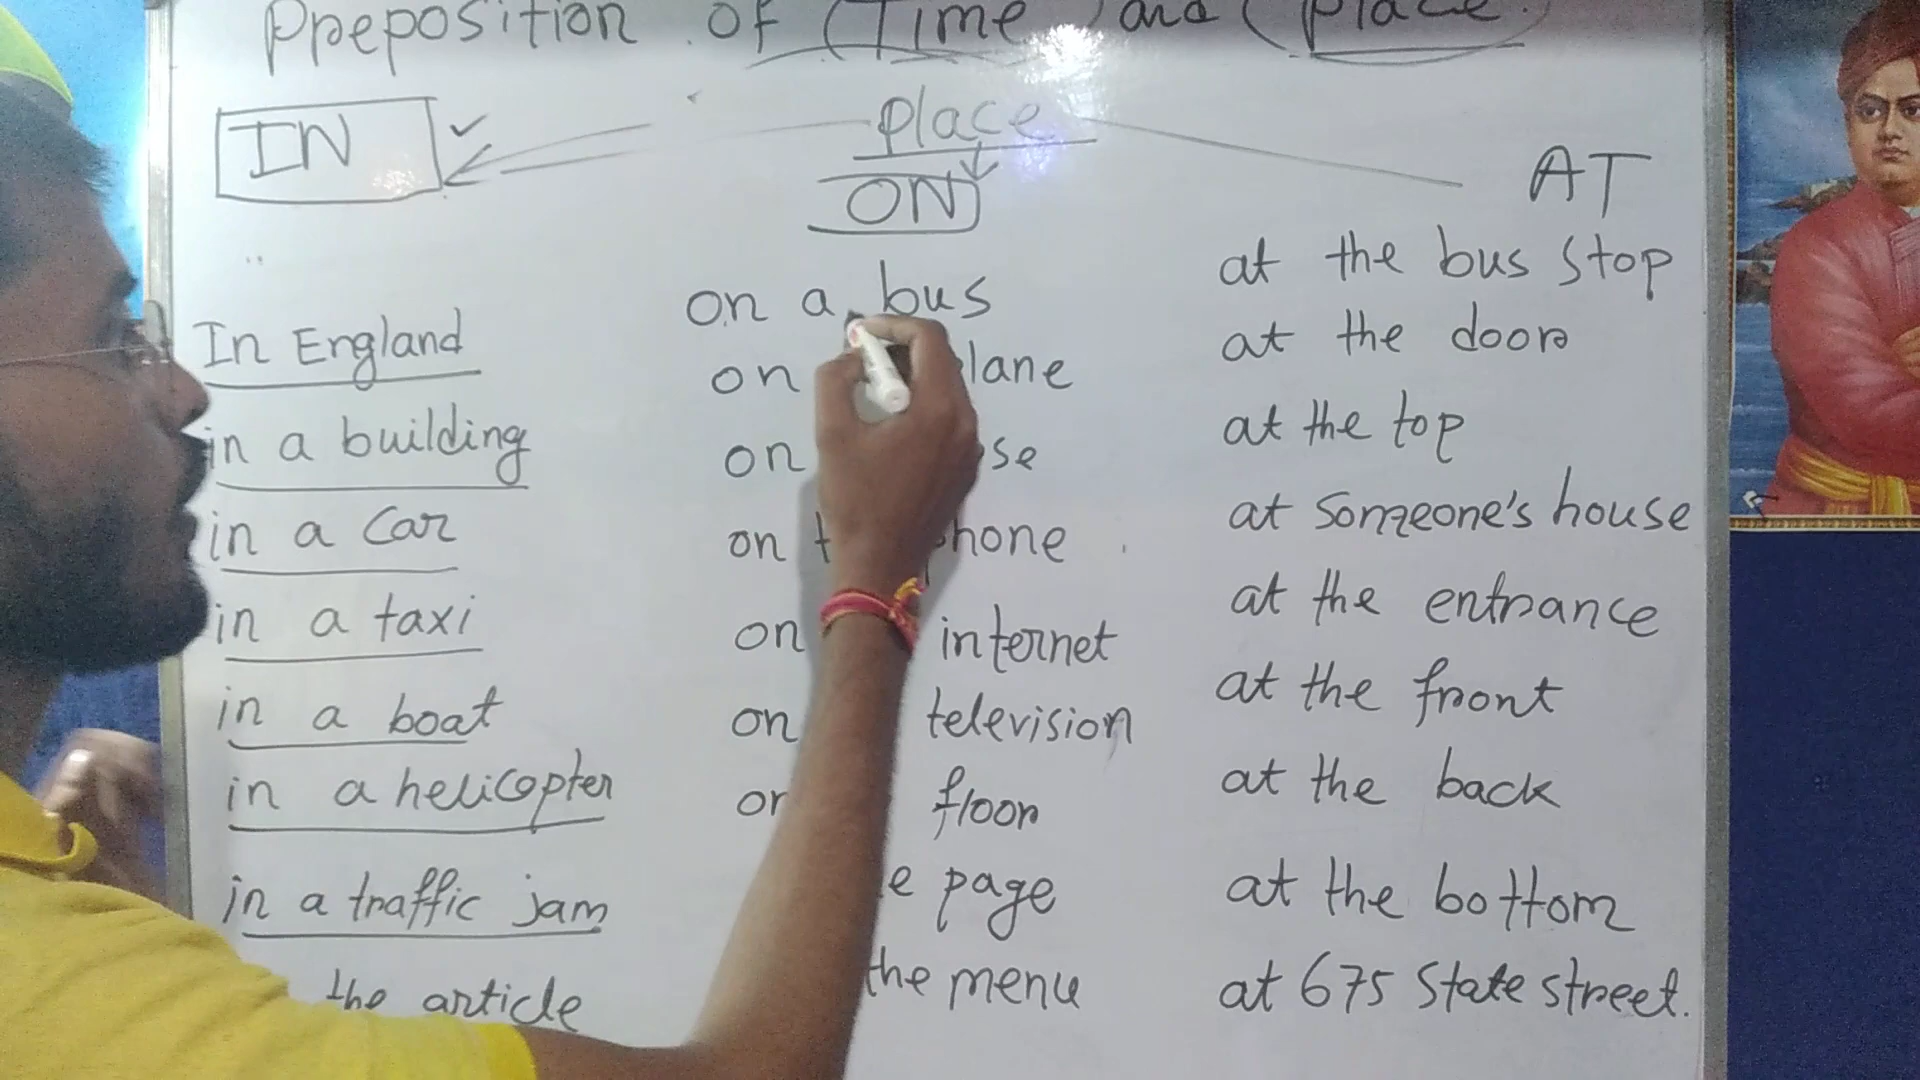 Preposition of (Time) and (place.)
place
IN
ON
AT
In England
in a building
in a car
in a taxi
in a boat
in a helicopter
in a traffic jam
the article
on a bus
on
on
on
on internet
on television
floor
page
the menu
at the bus stop
at the door
at the top
at someone's house
at the entrance
at the front
at the back
at the bottom
at 675 State street.